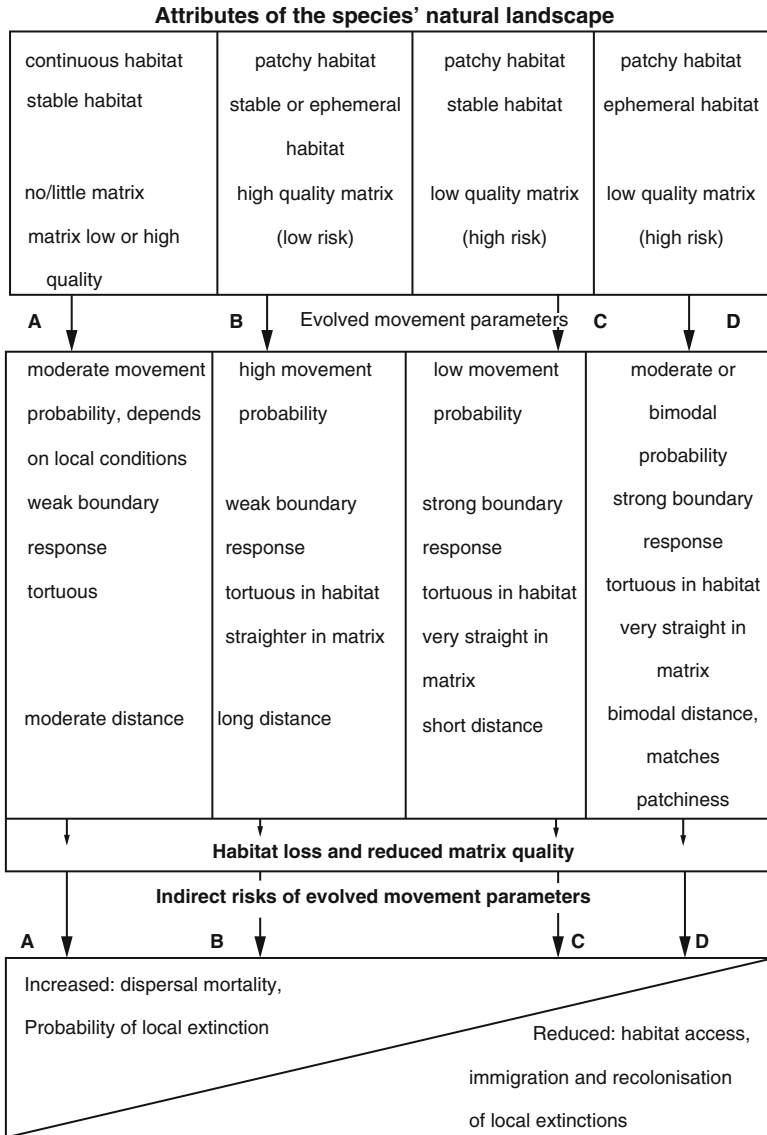 Attributes of the species' natural landscape
continuous habitat
stable habitat
no/little matrix
matrix low or high
quality
patchy habitat
stable or ephemeral
habitat
high quality matrix
(low risk)
patchy habitat
stable habitat
low quality matrix
(high risk)
patchy habitat
ephemeral habitat
low quality matrix
(high risk)
A
B
Evolved movement parameters
C
D
moderate movement
probability, depends
on local conditions
weak boundary
response
tortuous
moderate distance
high movement
probability
weak boundary
response
tortuous in habitat
straighter in matrix
long distance
low movement
probability
strong boundary
response
tortuous in habitat
very straight in
matrix
short distance
moderate or
bimodal
probability
strong boundary
response
tortuous in habitat
very straight in
matrix
bimodal distance,
matches
patchiness
Habitat loss and reduced matrix quality
Indirect risks of evolved movement parameters
A
B
C
D
Increased: dispersal mortality,
Probability of local extinction
Reduced: habitat access,
immigration and recolonisation
of local extinctions